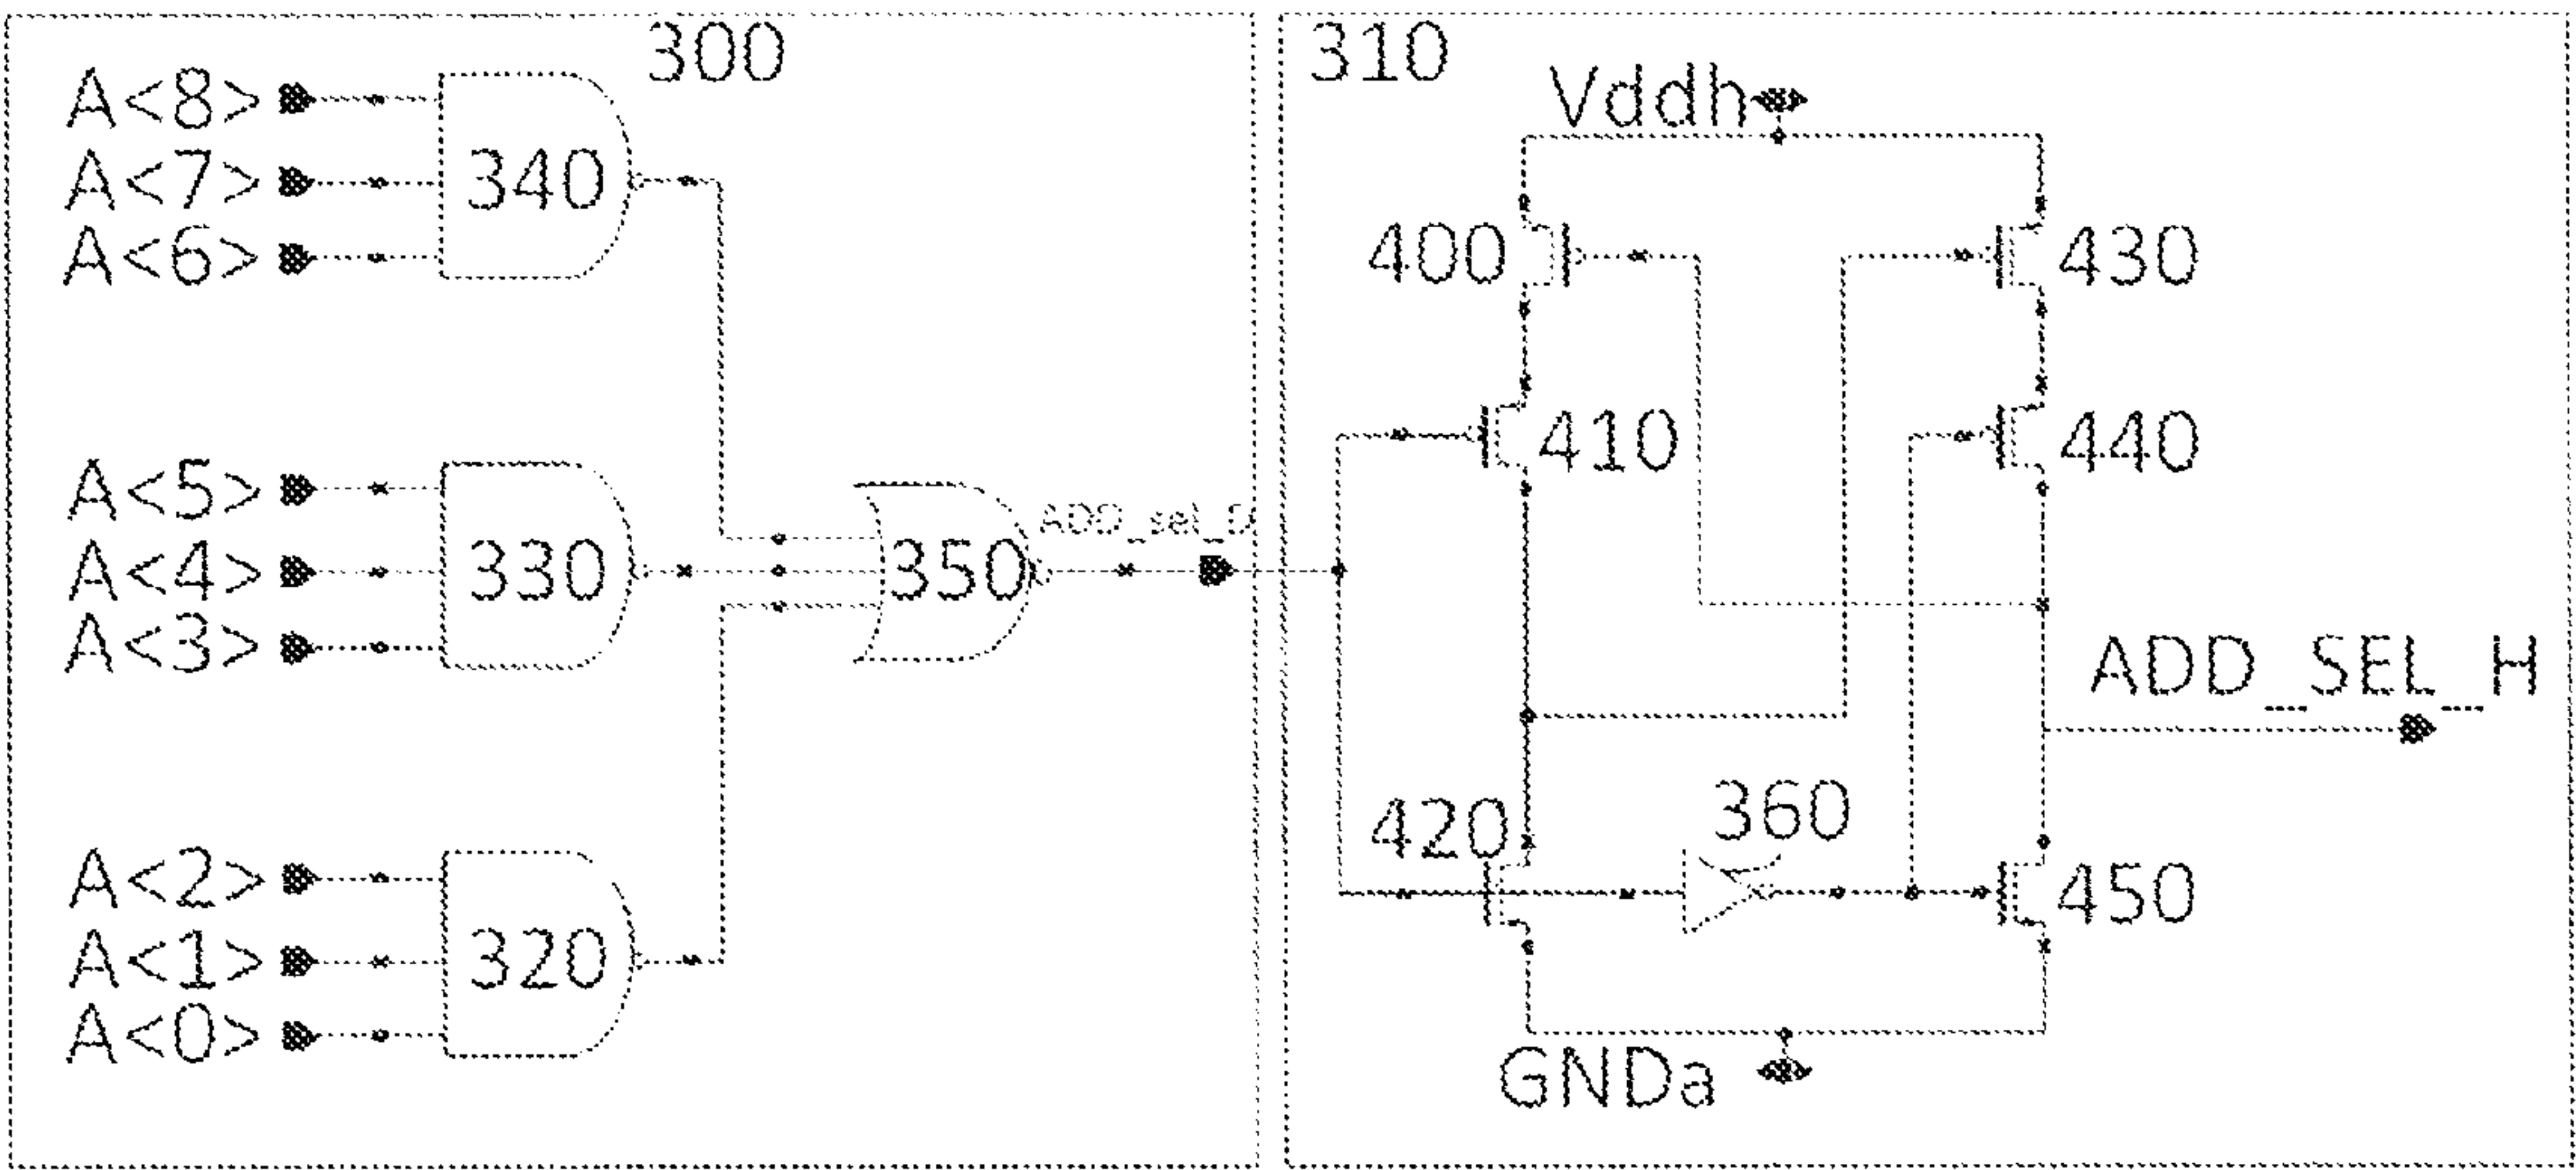 300
A<8>
A<7>
A<6>
340
A<5>
A<4>
A<3>
330
350
ADD_sel_D
A<2>
A<1>
A<0>
320
310
Vddh
400
430
410
440
ADD_SEL_H
420
360
450
GNDa